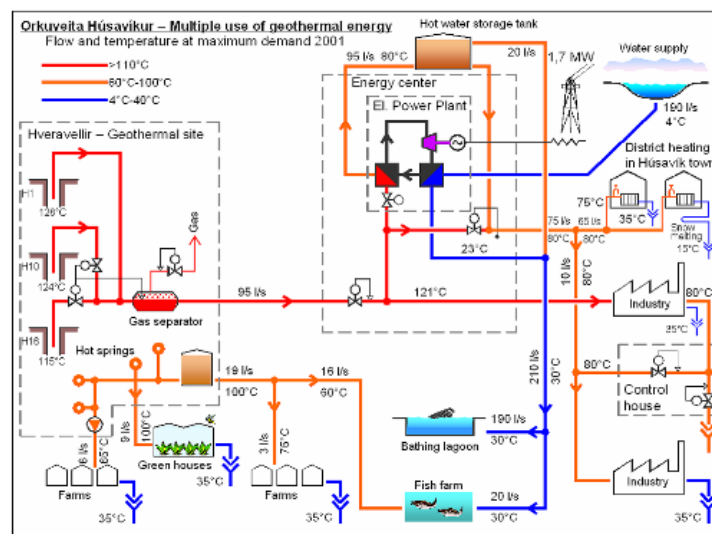 Orkuveita Húsavíkur – Multiple use of geothermal energy
Flow and temperature at maximum demand 2001
>110°C
60°C-100°C
4°C-40°C
Hot water storage tank
95 l/s 80°C
20 l/s
1,7 MW
Water supply
190 l/s
4°C
Energy center
El. Power Plant
Hveravellir – Geothermal site
H1
126°C
H10
124°C
H16
115°C
Gas
Gas separator
95 l/s
121°C
23°C
District heating
in Húsavík town
75°C
35°C
Snow
melting
15°C
75 l/s
80°C
65 l/s
80°C
10 l/s
80°C
Industry
80°C
Hot springs
19 l/s
100°C
16 l/s
60°C
210 l/s
30°C
80°C
Control
house
6 l/s
9 l/s
100°C
3 l/s
75°C
Green houses
35°C
Farms
35°C
Farms
35°C
190 l/s
30°C
Bathing lagoon
Fish farm
20 l/s
30°C
Industry
35°C